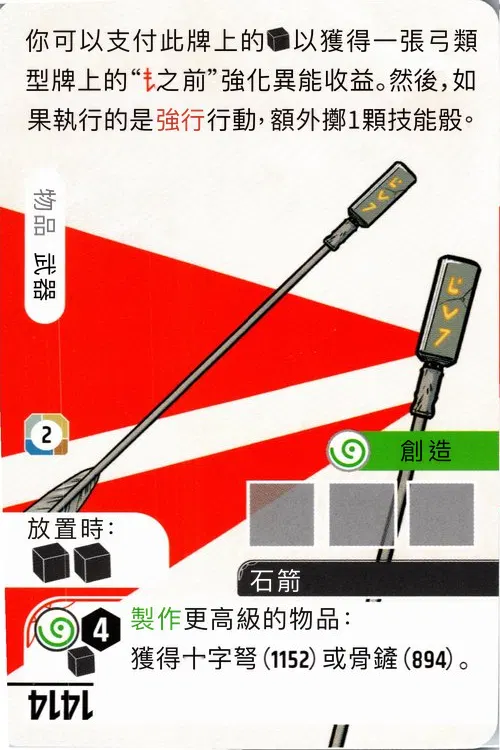 你可以支付此牌上的以獲得一張弓類
型牌上的“之前”強化異能收益。然後,如
果執行的是強行行動,額外擲1顆技能骰。
物品 武器
2
創造
放置時:
石箭
4
製作更高級的物品:
獲得十字弩(1152)或骨鏟(894)。
1414